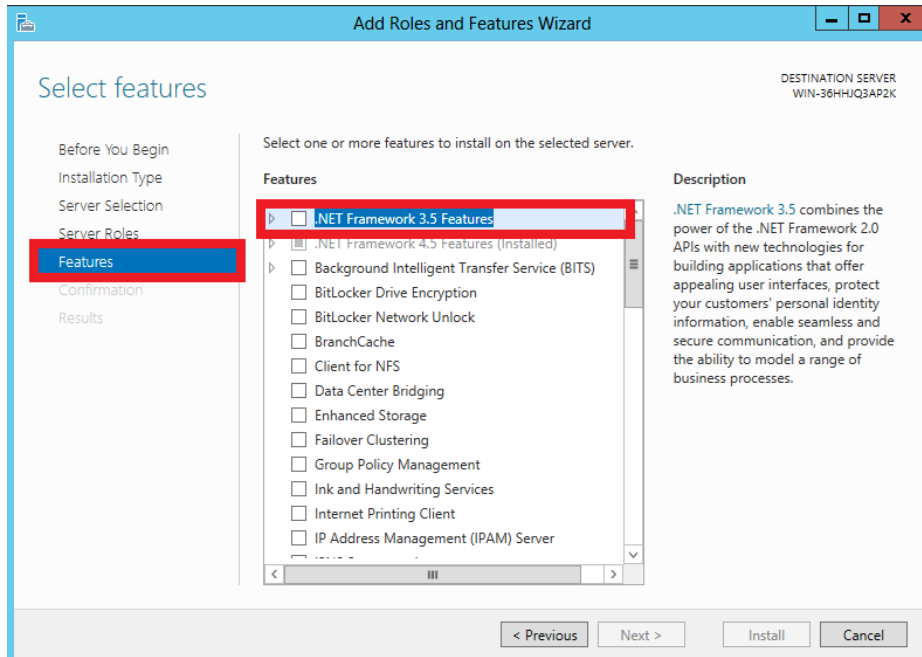 Add Roles and Features Wizard
Select features
DESTINATION SERVER
WIN-36HHJQ3AP2K
Before You Begin
Installation Type
Server Selection
Server Roles
Features
Confirmation
Results
Select one or more features to install on the selected server.
Features
.NET Framework 3.5 Features
.NET Framework 4.5 Features (Installed)
Background Intelligent Transfer Service (BITS)
BitLocker Drive Encryption
BitLocker Network Unlock
BranchCache
Client for NFS
Data Center Bridging
Enhanced Storage
Failover Clustering
Group Policy Management
Ink and Handwriting Services
Internet Printing Client
IP Address Management (IPAM) Server
Description
.NET Framework 3.5 combines the
power of the .NET Framework 2.0
APIs with new technologies for
building applications that offer
appealing user interfaces, protect
your customers' personal identity
information, enable seamless and
secure communication, and provide
the ability to model a range of
business processes.
< Previous
Next >
Install
Cancel